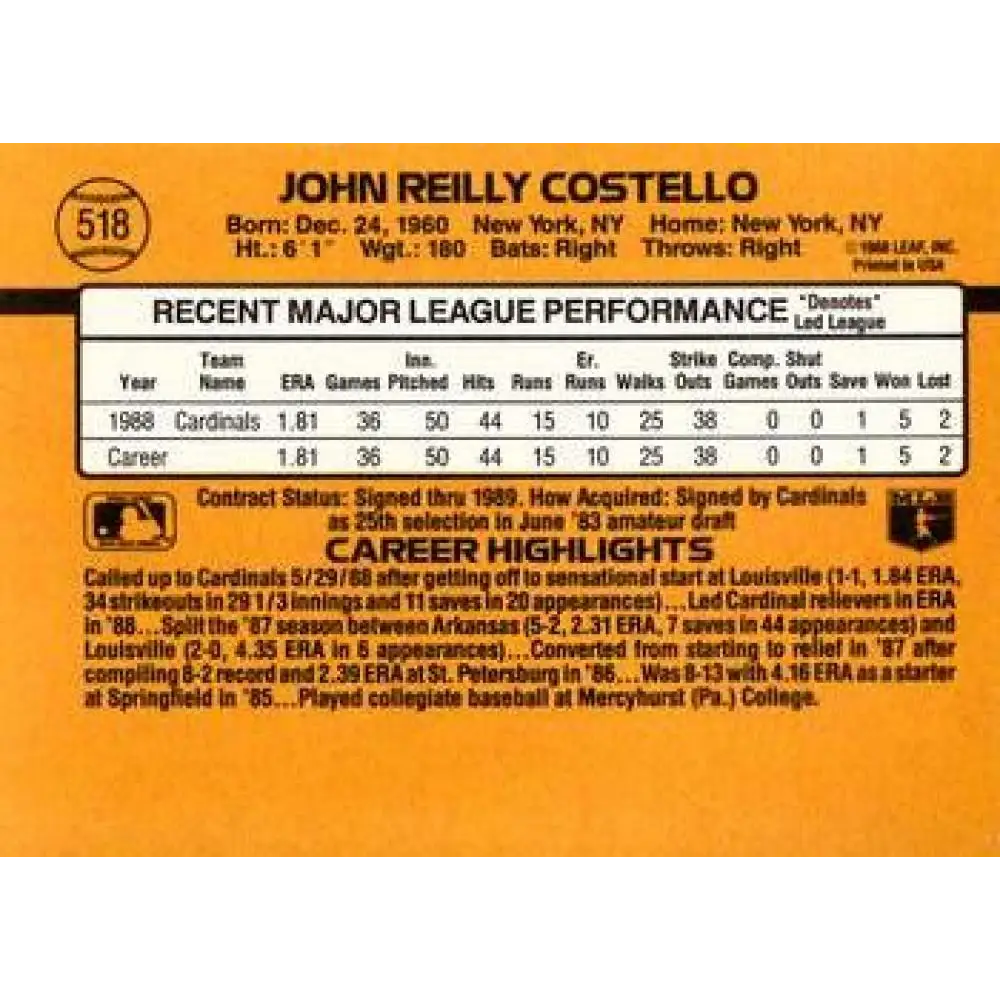 JOHN REILLY COSTELLO
518
Born: Dec. 24, 1960 New York, NY Home: New York, NY
Ht.: 6'1" Wgt.: 180 Bats: Right Throws: Right
© 1988 LEAF, INC.
Printed in USA
RECENT MAJOR LEAGUE PERFORMANCE "Denotes" Led League
Year Team Name ERA Games Inn. Pitched Hits Runs Er. Runs Walks Strike Outs Comp. Games Shut Outs Save Won Lost
1988 Cardinals 1.81 36 50 44 15 10 25 38 0 0 1 5 2
Career 1.81 36 50 44 15 10 25 38 0 0 1 5 2
Contract Status: Signed thru 1989. How Acquired: Signed by Cardinals
as 25th selection in June '83 amateur draft
CAREER HIGHLIGHTS
Called up to Cardinals 5/29/88 after getting off to sensational start at Louisville (1-1, 1.84 ERA,
34 strikeouts in 29 1/3 innings and 11 saves in 20 appearances)...Led Cardinal relievers in ERA
in '88...Split the '87 season between Arkansas (5-2, 2.31 ERA, 7 saves in 44 appearances) and
Louisville (2-0, 4.35 ERA in 6 appearances)...Converted from starting to relief in '87 after
compiling 8-2 record and 2.39 ERA at St. Petersburg in '86...Was 8-13 with 4.16 ERA as a starter
at Springfield in '85...Played collegiate baseball at Mercyhurst (Pa.) College.